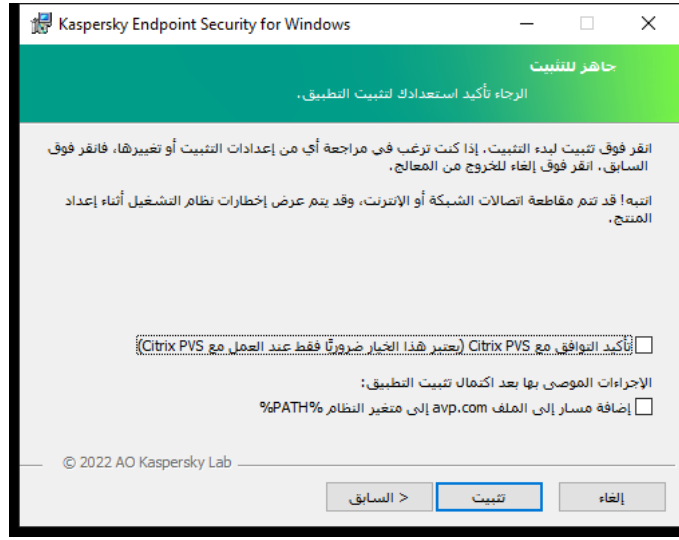 Kaspersky Endpoint Security for Windows
جاهز للتثبيت
الرجاء تأكيد استعدادك لتثبيت التطبيق.
انقر فوق تثبيت لبدء التثبيت. إذا كنت ترغب في مراجعة أي من إعدادات التثبيت أو تغييرها، فانقر فوق
السابق. انقر فوق إلغاء للخروج من المعالج.
انتبه! قد تتم مقاطعة اتصالات الشبكة أو الإنترنت، وقد يتم عرض إخطارات نظام التشغيل أثناء إعداد
المنتج.
تأكيد التوافق مع Citrix PVS (يعتبر هذا الخيار ضروريًا فقط عند العمل مع Citrix PVS)
الإجراءات الموصى بها بعد اكتمال تثبيت التطبيق:
إضافة مسار إلى الملف avp.com إلى متغير النظام %PATH%
© 2022 AO Kaspersky Lab
إلغاء
تثبيت
< السابق